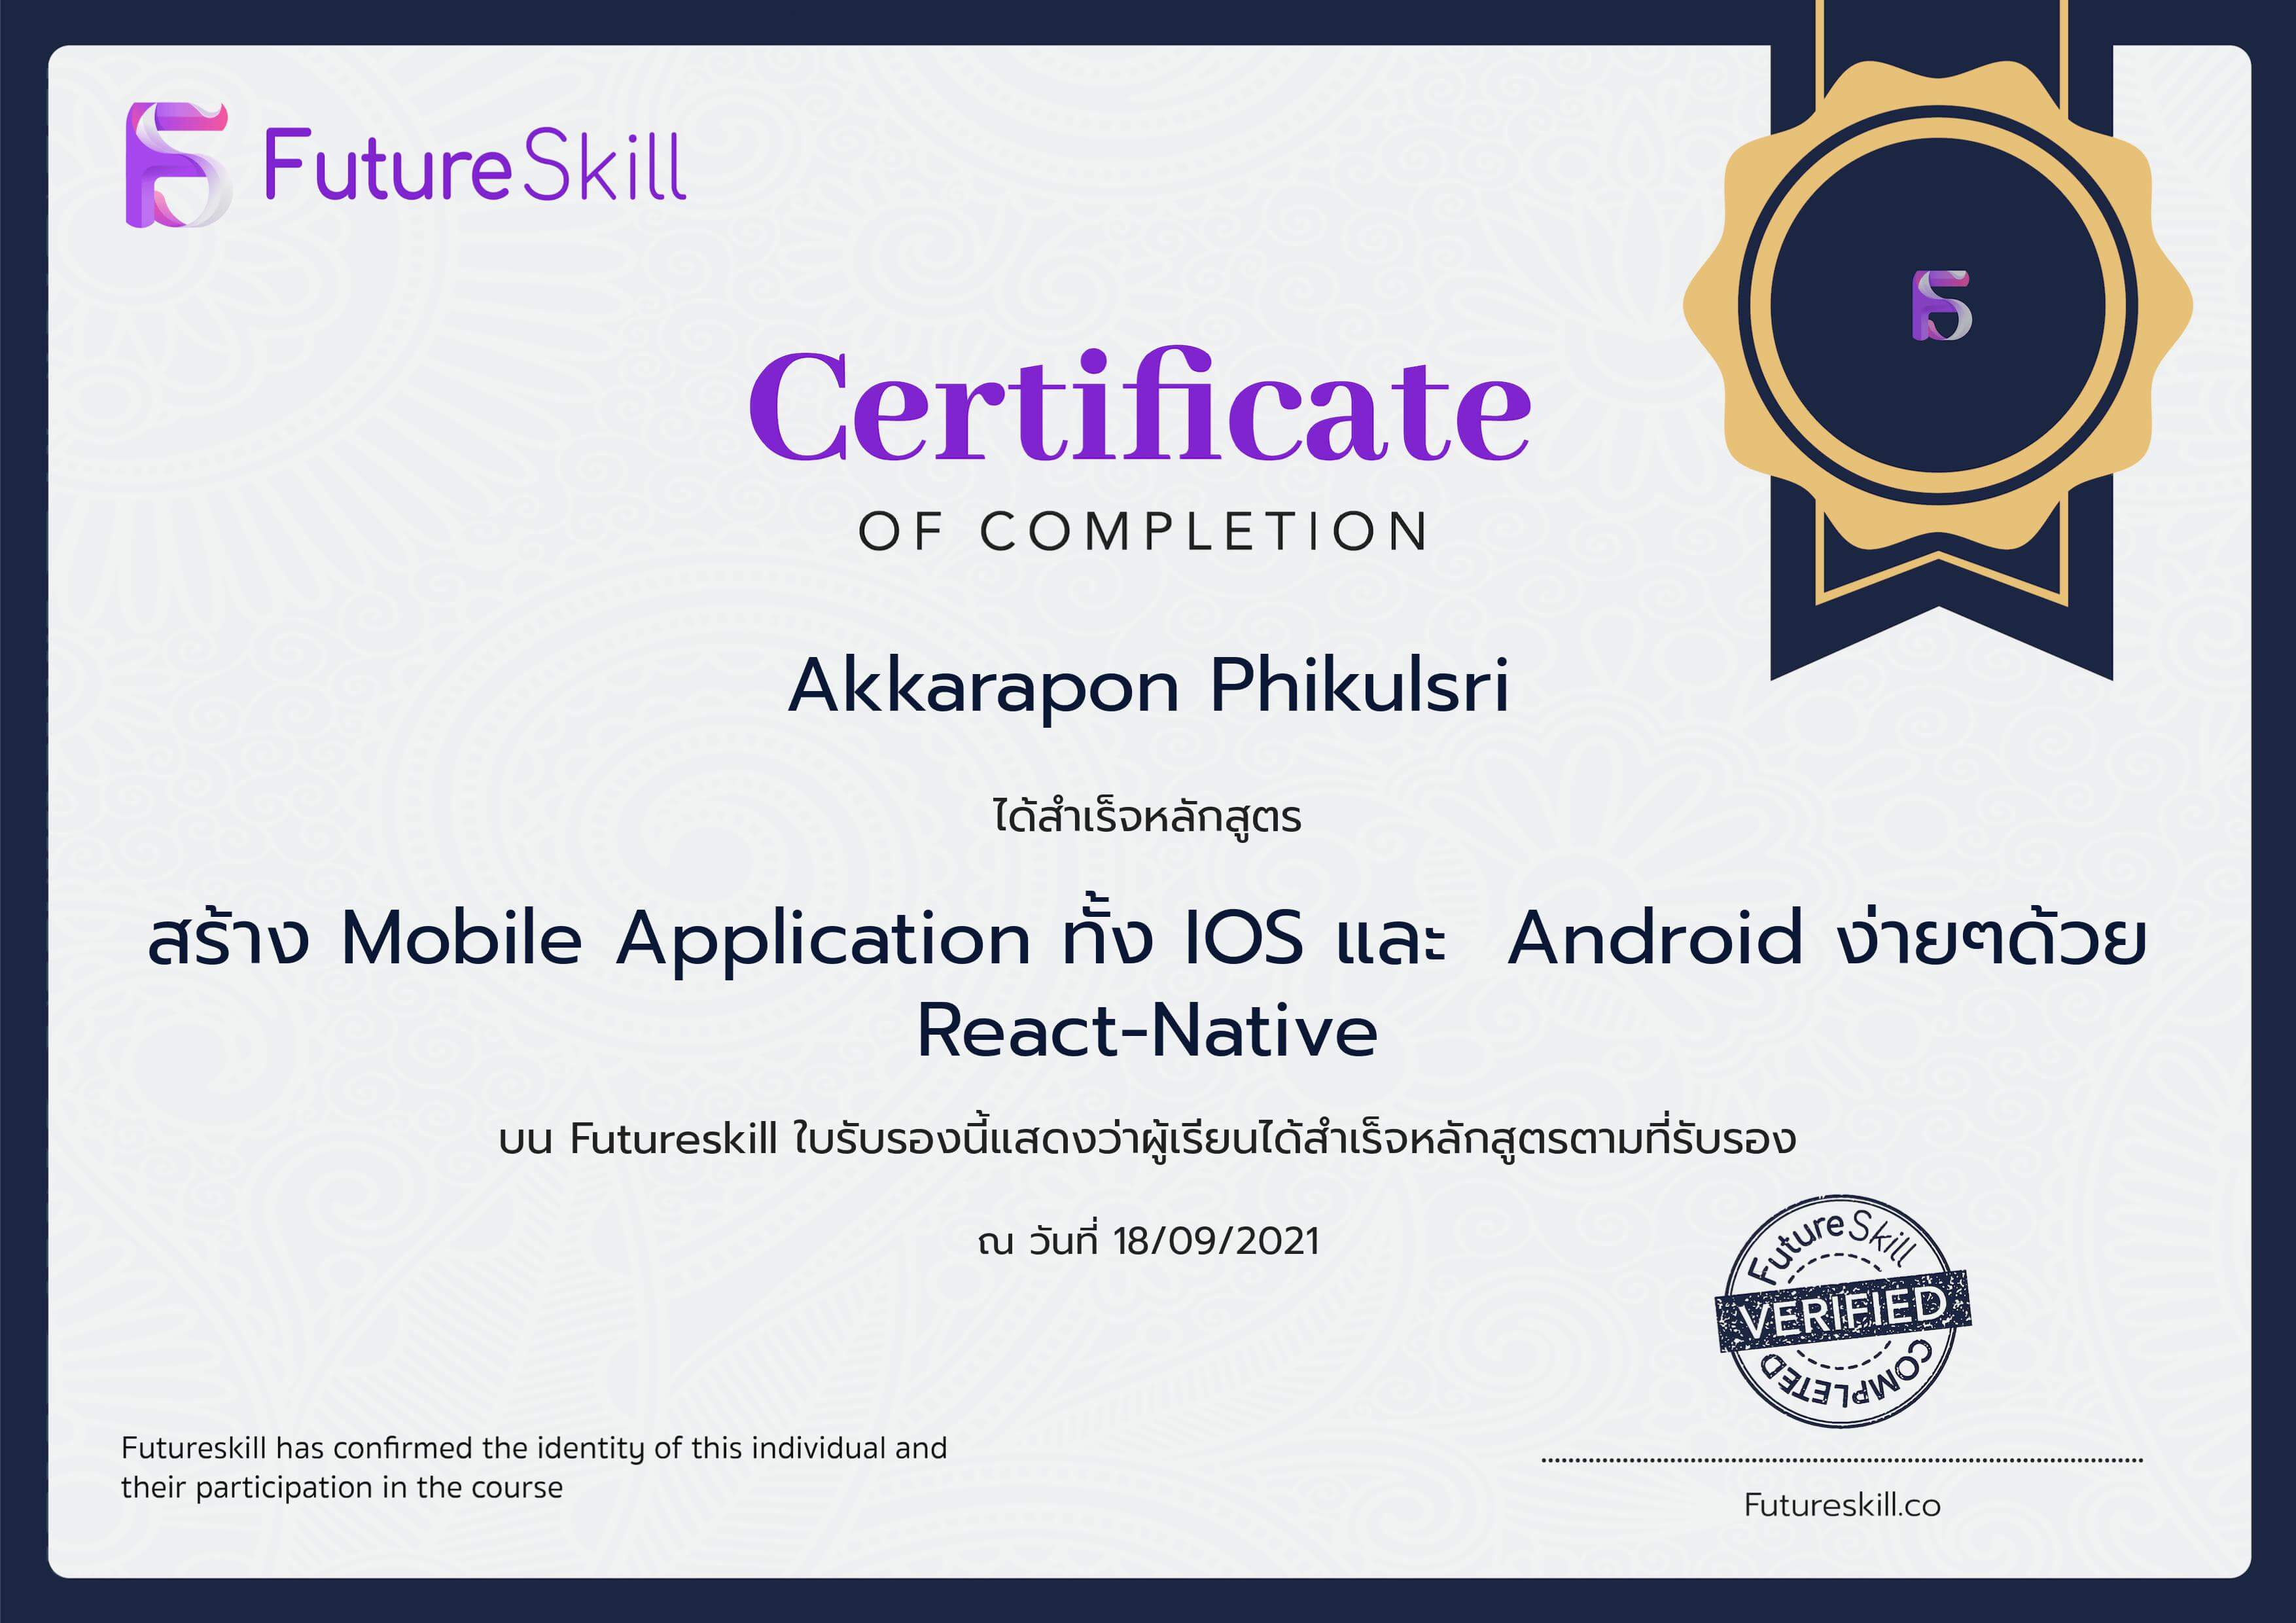 FutureSkill
Certificate
OF COMPLETION
Akkarapon Phikulsri
ได้สำเร็จหลักสูตร
สร้าง Mobile Application ทั้ง IOS และ  Android ง่ายๆด้วย
React-Native
บน Futureskill ใบรับรองนี้แสดงว่าผู้เรียนได้สำเร็จหลักสูตรตามที่รับรอง
ณ วันที่ 18/09/2021
FutureSkill
VERIFIED
COMPLETED
Futureskill has confirmed the identity of this individual and
their participation in the course
Futureskill.co